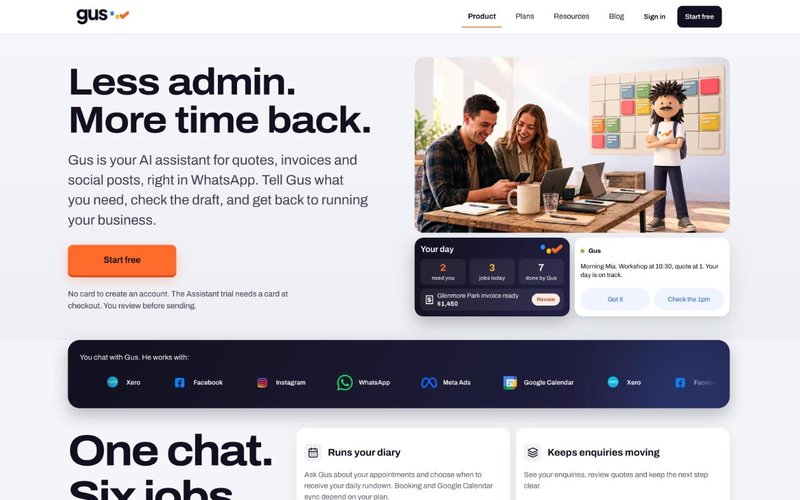 gus
Product
Plans
Resources
Blog
Sign in
Start free
Less admin.
More time back.
Gus is your AI assistant for quotes, invoices and
social posts, right in WhatsApp. Tell Gus what
you need, check the draft, and get back to running
your business.
Start free
No card to create an account. The Assistant trial needs a card at
checkout. You review before sending.
Your day
2
need you
3
jobs today
7
done by Gus
Glenmore Park invoice ready
$1,450
Review
Gus
Morning Mia. Workshop at 10:30, quote at 1. Your
day is on track.
Got it
Check the 1pm
You chat with Gus. He works with:
Xero
Facebook
Instagram
WhatsApp
Meta Ads
Google Calendar
Xero
One chat.
Six jobs
Runs your diary
Ask Gus about your appointments and choose when to
receive your daily rundown. Booking and Google Calendar
sync depend on your plan.
Keeps enquiries moving
See your enquiries, review quotes and keep the next step
clear.